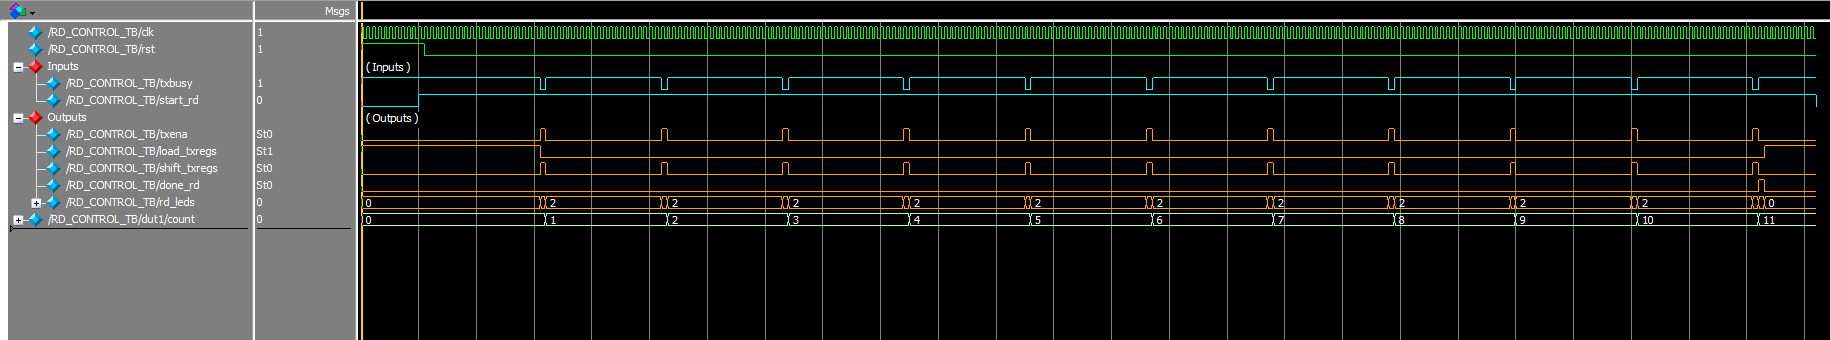 Msgs
/RD_CONTROL_TB/clk 1
/RD_CONTROL_TB/rst 1
Inputs ( Inputs )
/RD_CONTROL_TB/txbusy 1
/RD_CONTROL_TB/start_rd 0
Outputs ( Outputs )
/RD_CONTROL_TB/txena St0
/RD_CONTROL_TB/load_txregs St1
/RD_CONTROL_TB/shift_txregs St0
/RD_CONTROL_TB/done_rd St0
/RD_CONTROL_TB/rd_leds 0 0 2 2 2 2 2 2 2 2 2 2 0
/RD_CONTROL_TB/dut1/count 0 0 1 2 3 4 5 6 7 8 9 10 11